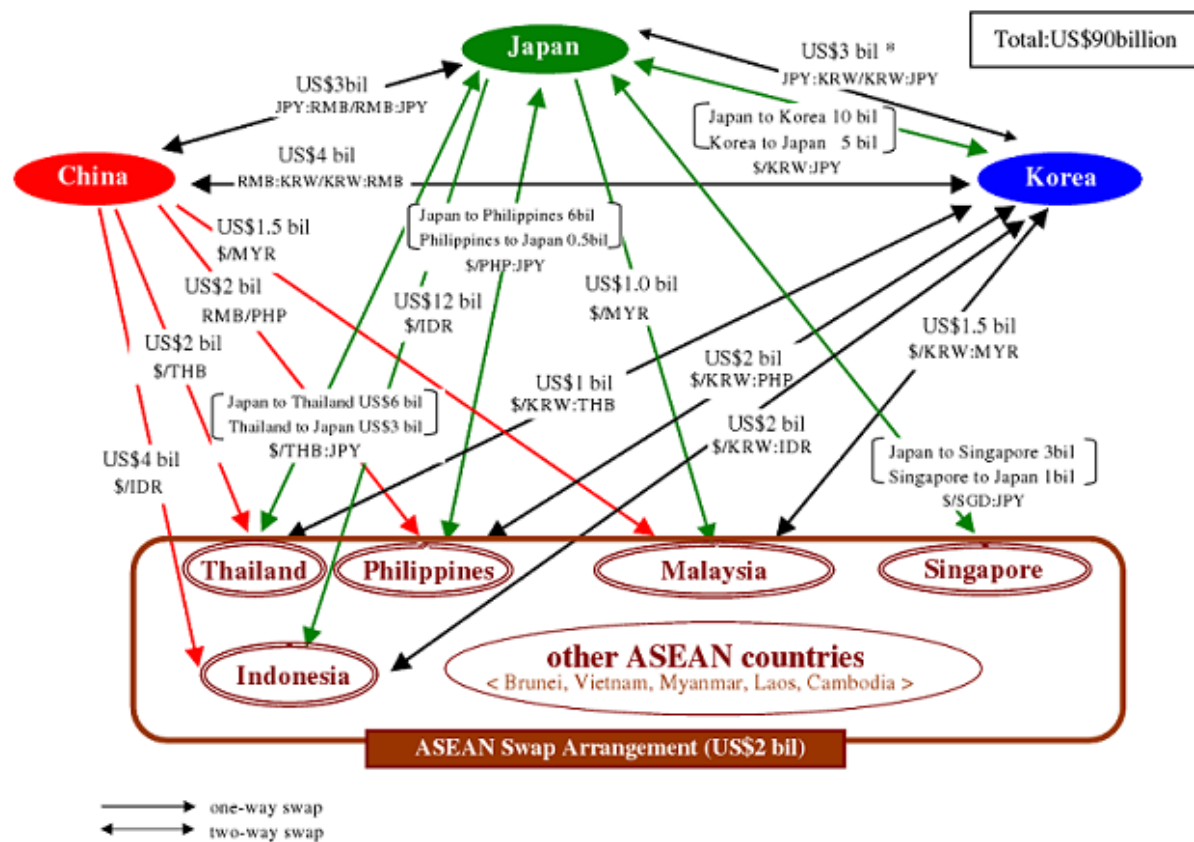 Japan
Total:US$90billion
US$3 bil *
JPY:KRW/KRW:JPY
US$3bil
JPY:RMB/RMB:JPY
Japan to Korea 10 bil
Korea to Japan 5 bil
$/KRW:JPY
China
US$4 bil
RMB:KRW/KRW:RMB
Korea
US$1.5 bil
$/MYR
Japan to Philippines 6bil
Philippines to Japan 0.5bil
$/PHP:JPY
US$2 bil
RMB/PHP
US$12 bil
$/IDR
US$1.0 bil
$/MYR
US$2 bil
$/THB
US$1.5 bil
$/KRW:MYR
US$2 bil
$/KRW:PHP
US$1 bil
$/KRW:THB
Japan to Thailand US$6 bil
Thailand to Japan US$3 bil
$/THB:JPY
US$2 bil
$/KRW:IDR
US$4 bil
$/IDR
Japan to Singapore 3bil
Singapore to Japan 1bil
$/SGD:JPY
Thailand
Philippines
Malaysia
Singapore
Indonesia
other ASEAN countries
< Brunei, Vietnam, Myanmar, Laos, Cambodia >
ASEAN Swap Arrangement (US$2 bil)
one-way swap
two-way swap